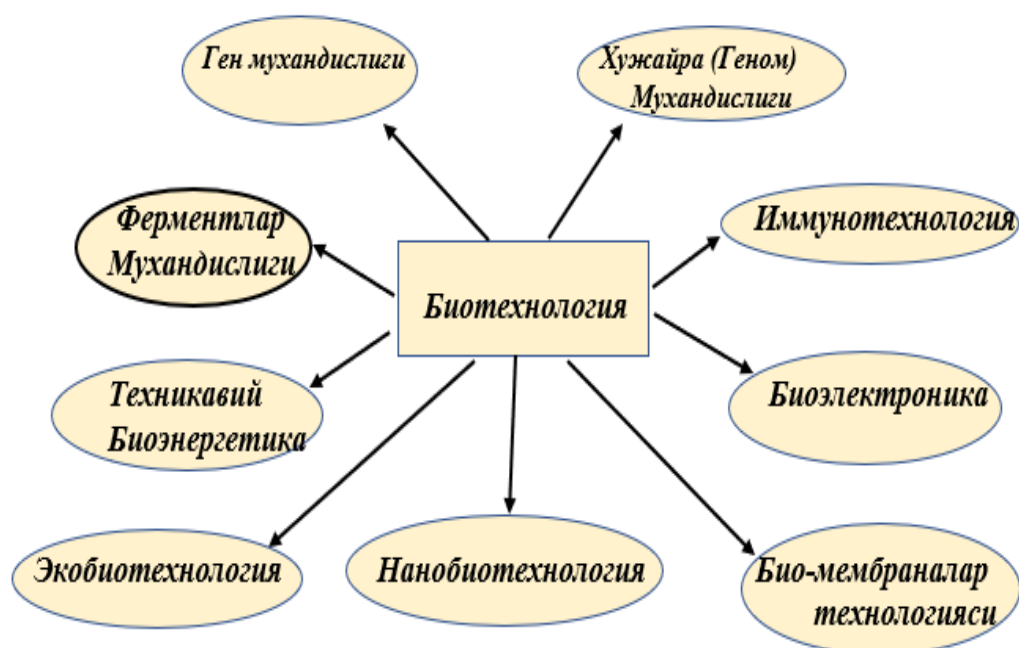 Ген мухандислиги
Хужайра (Геном)
Мухандислиги
Ферментлар
Мухандислиги
Иммунотехнология
Биотехнология
Техникавий
Биоэнергетика
Биоэлектроника
Экобиотехнология
Нанобиотехнология
Био-мембраналар
технологияси